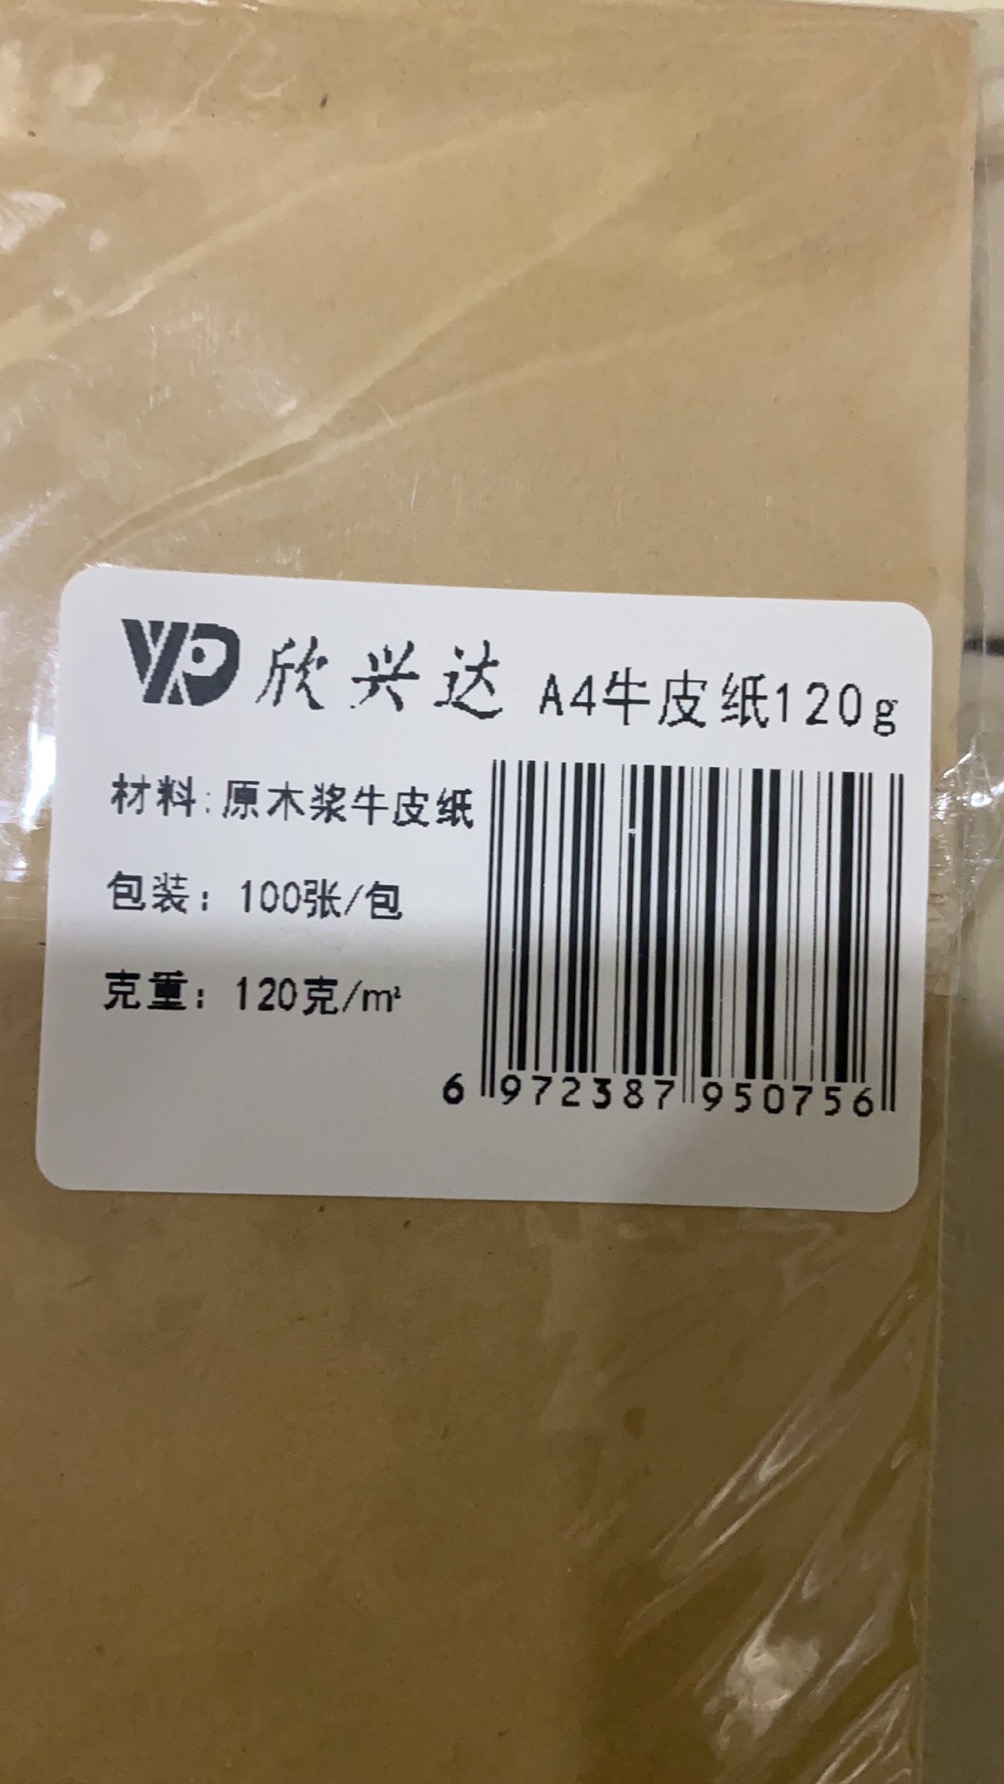 欣兴达 A4牛皮纸120g
材料:原木浆牛皮纸
包装：100张/包
克重：120克/m²
6 972387 950756